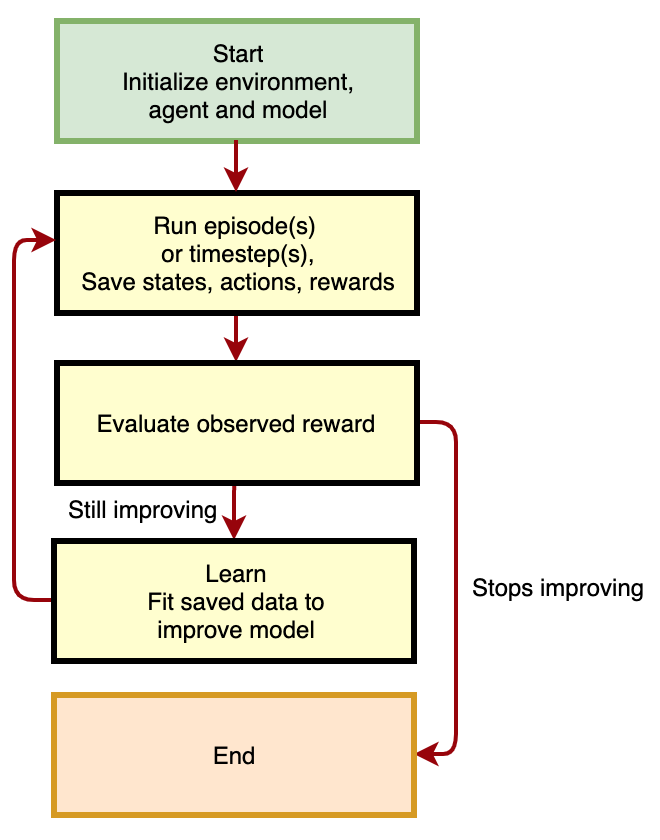 Start
Initialize environment,
agent and model
Run episode(s)
or timestep(s),
Save states, actions, rewards
Evaluate observed reward
Still improving
Learn
Fit saved data to
improve model
Stops improving
End